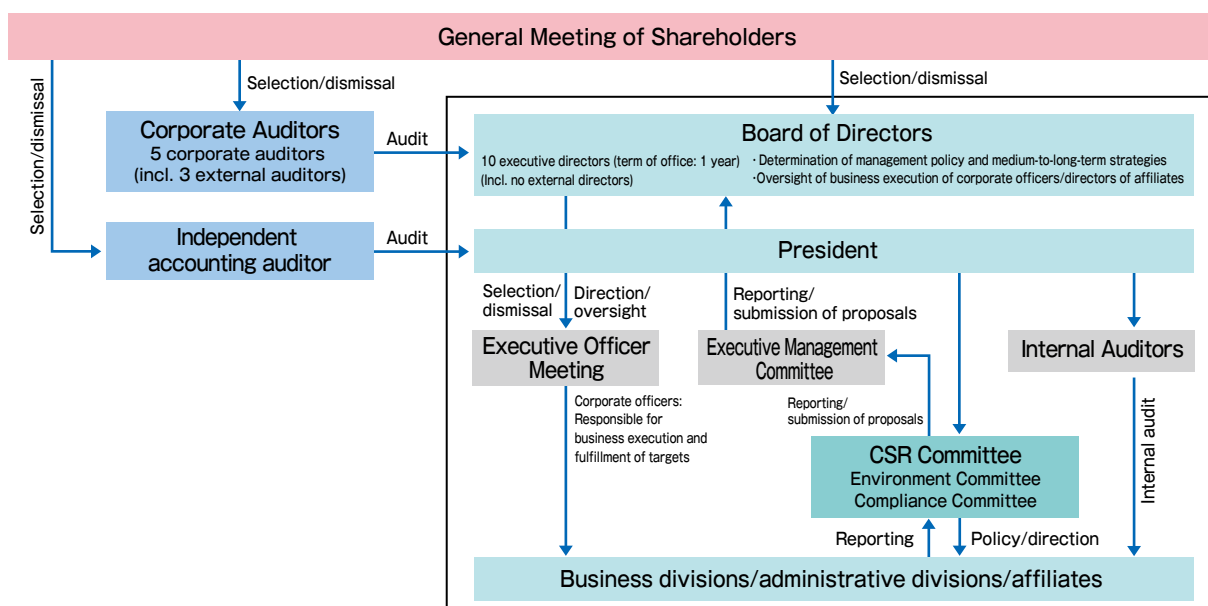 General Meeting of Shareholders
Selection/dismissal
Selection/dismissal
Selection/dismissal
Corporate Auditors
5 corporate auditors
(incl. 3 external auditors)
Audit
Board of Directors
10 executive directors (term of office: 1 year)
(Incl. no external directors)
・Determination of management policy and medium-to-long-term strategies
・Oversight of business execution of corporate officers/directors of affiliates
Independent
accounting auditor
Audit
President
Selection/
dismissal
Direction/
oversight
Reporting/
submission of proposals
Executive Officer
Meeting
Executive Management
Committee
Internal Auditors
Corporate officers:
Responsible for
business execution and
fulfillment of targets
Reporting/
submission of proposals
CSR Committee
Environment Committee
Compliance Committee
Internal audit
Reporting
Policy/direction
Business divisions/administrative divisions/affiliates